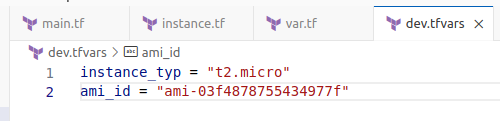 main.tf instance.tf var.tf dev.tfvars ×
dev.tfvars > abc ami_id
1 instance_typ = "t2.micro"
2 ami_id = "ami-03f4878755434977f"